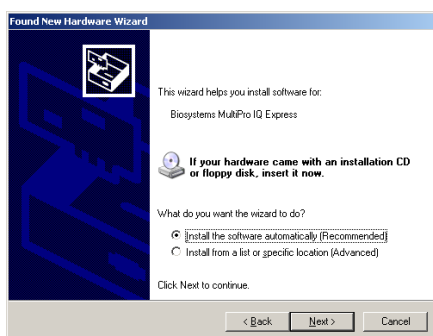 Found New Hardware Wizard
This wizard helps you install software for:
Biosystems MultiPro IQ Express
If your hardware came with an installation CD
or floppy disk, insert it now.
What do you want the wizard to do?
Install the software automatically (Recommended)
Install from a list or specific location (Advanced)
Click Next to continue.
< Back
Next >
Cancel